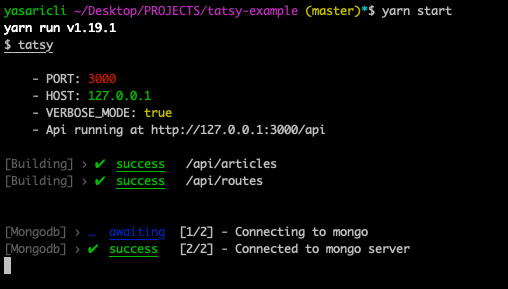 yasaricli ~/Desktop/PROJECTS/tatsy-example (master)*$ yarn start
yarn run v1.19.1
$ tatsy
- PORT: 3000
- HOST: 127.0.0.1
- VERBOSE_MODE: true
- Api running at http://127.0.0.1:3000/api
[Building] › ✔ success /api/articles
[Building] › ✔ success /api/routes
[Mongodb] › … awaiting [1/2] - Connecting to mongo
[Mongodb] › ✔ success [2/2] - Connected to mongo server